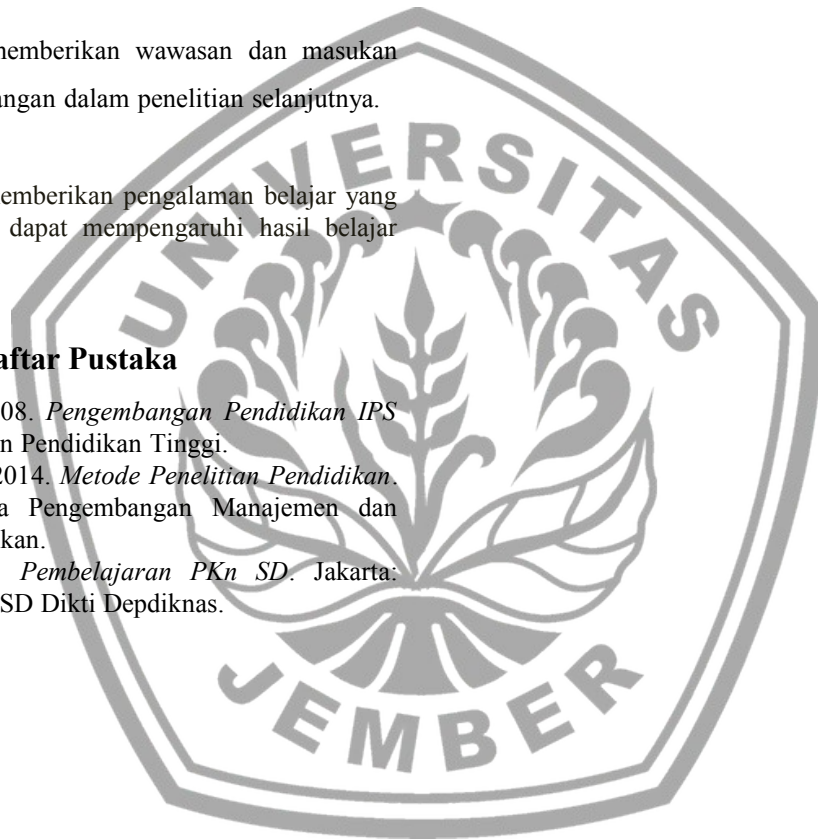 memberikan wawasan dan masukan
angan dalam penelitian selanjutnya.
emberikan pengalaman belajar yang
dapat mempengaruhi hasil belajar
aftar Pustaka
08. Pengembangan Pendidikan IPS
n Pendidikan Tinggi.
2014. Metode Penelitian Pendidikan.
a Pengembangan Manajemen dan
kan.
Pembelajaran PKn SD. Jakarta:
SD Dikti Depdiknas.
UNIVERSITAS
JEMBER